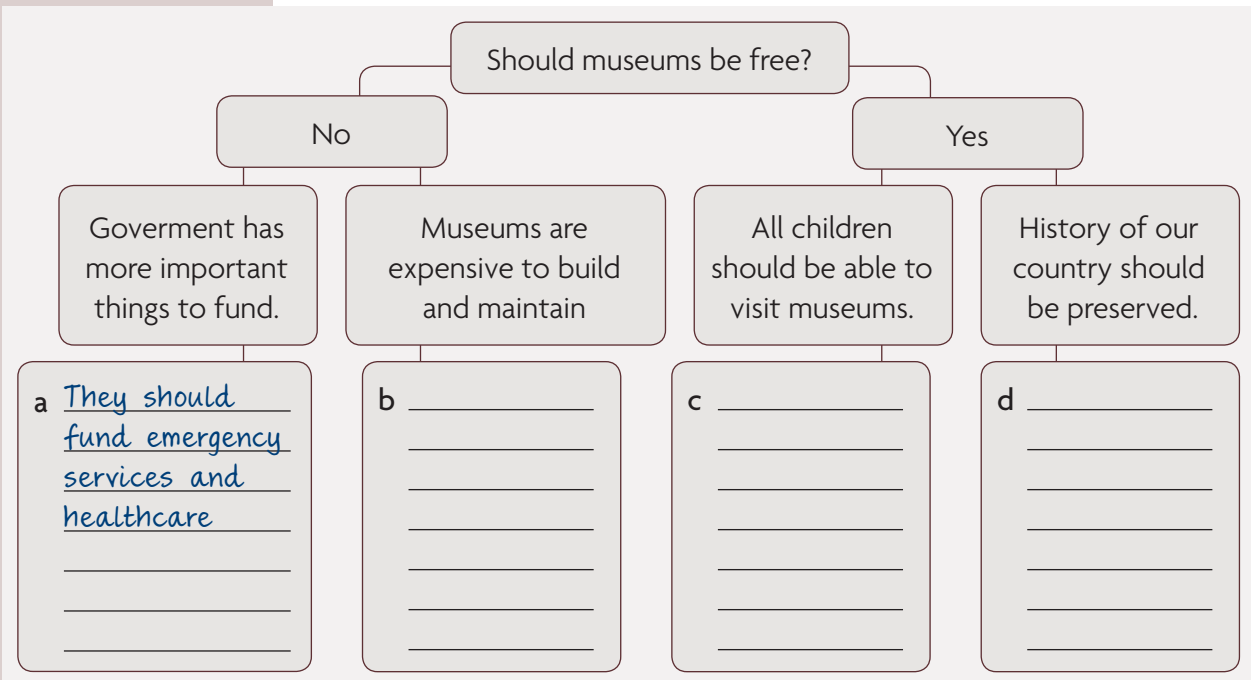 Should museums be free?
No
Yes
Goverment has
more important
things to fund.
Museums are
expensive to build
and maintain
All children
should be able to
visit museums.
History of our
country should
be preserved.
a They should
fund emergency
services and
healthcare
b
c
d